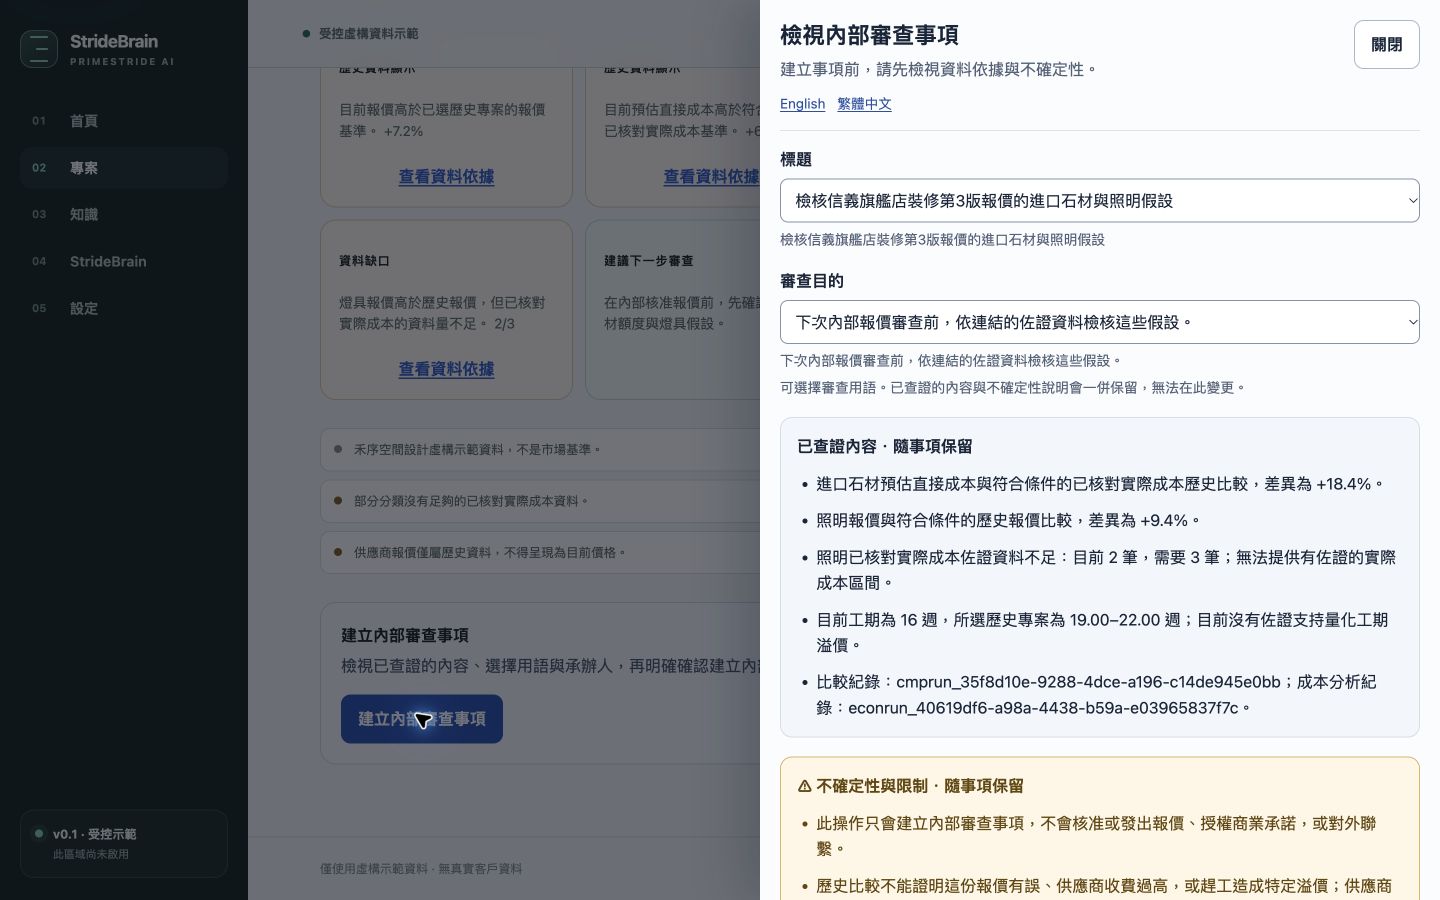 StrideBrain
PRIMESTRIDE AI
01 首頁
02 專案
03 知識
04 StrideBrain
05 設定
v0.1 · 受控示範
此區域尚未啟用
受控虛構資料示範
歷史資料顯示
歷史資料顯示
目前報價高於已選歷史專案的報價
基準。 +7.2%
查看資料依據
目前預估直接成本高於符合
已核對實際成本基準。 +6
查看資料依據
資料缺口
燈具報價高於歷史報價，但已核對
實際成本的資料量不足。 2/3
查看資料依據
建議下一步審查
在內部核准報價前，先確認
材額度與燈具假設。
禾序空間設計虛構示範資料，不是市場基準。
部分分類沒有足夠的已核對實際成本資料。
供應商報價僅屬歷史資料，不得呈現為目前價格。
建立內部審查事項
檢視已查證的內容、選擇用語與承辦人，再明確確認建立內部
建立內部審查事項
僅使用虛構示範資料 · 無真實客戶資料
檢視內部審查事項
關閉
建立事項前，請先檢視資料依據與不確定性。
English 繁體中文
標題
檢核信義旗艦店裝修第3版報價的進口石材與照明假設
檢核信義旗艦店裝修第3版報價的進口石材與照明假設
審查目的
下次內部報價審查前，依連結的佐證資料檢核這些假設。
下次內部報價審查前，依連結的佐證資料檢核這些假設。
可選擇審查用語。已查證的內容與不確定性說明會一併保留，無法在此變更。
已查證內容 · 隨事項保留
• 進口石材預估直接成本與符合條件的已核對實際成本歷史比較，差異為 +18.4%。
• 照明報價與符合條件的歷史報價比較，差異為 +9.4%。
• 照明已核對實際成本佐證資料不足：目前 2 筆，需要 3 筆；無法提供有佐證的實際
成本區間。
• 目前工期為 16 週，所選歷史專案為 19.00–22.00 週；目前沒有佐證支持量化工期
溢價。
• 比較紀錄：cmprun_35f8d10e-9288-4dce-a196-c14de945e0bb；成本分析紀
錄：econrun_40619df6-a98a-4438-b59a-e03965837f7c。
⚠ 不確定性與限制 · 隨事項保留
• 此操作只會建立內部審查事項，不會核准或發出報價、授權商業承諾，或對外聯
繫。
• 歷史比較不能證明這份報價有誤、供應商收費過高，或趕工造成特定溢價；供應商